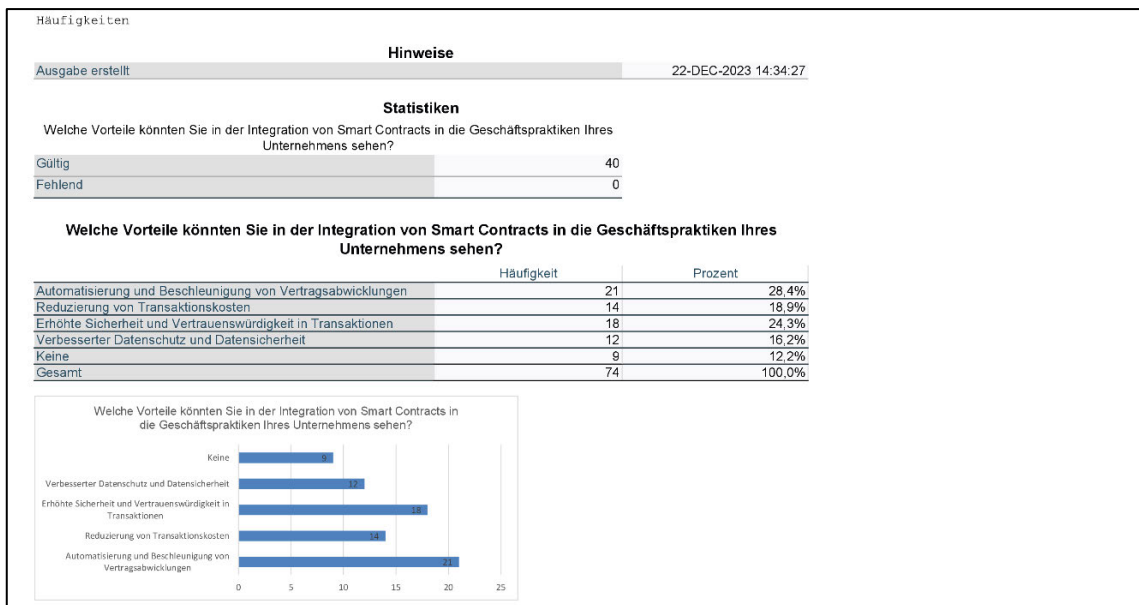 Häufigkeiten
Hinweise
Ausgabe erstellt 22-DEC-2023 14:34:27
Statistiken
Welche Vorteile könnten Sie in der Integration von Smart Contracts in die Geschäftspraktiken Ihres
Unternehmens sehen?
Gültig 40
Fehlend 0
Welche Vorteile könnten Sie in der Integration von Smart Contracts in die Geschäftspraktiken Ihres
Unternehmens sehen?
Häufigkeit Prozent
Automatisierung und Beschleunigung von Vertragsabwicklungen 21 28,4%
Reduzierung von Transaktionskosten 14 18,9%
Erhöhte Sicherheit und Vertrauenswürdigkeit in Transaktionen 18 24,3%
Verbesserter Datenschutz und Datensicherheit 12 16,2%
Keine 9 12,2%
Gesamt 74 100,0%
Welche Vorteile könnten Sie in der Integration von Smart Contracts in
die Geschäftspraktiken Ihres Unternehmens sehen?
Keine 9
Verbesserter Datenschutz und Datensicherheit 12
Erhöhte Sicherheit und Vertrauenswürdigkeit in
Transaktionen 18
Reduzierung von Transaktionskosten 14
Automatisierung und Beschleunigung von
Vertragsabwicklungen 21
0 5 10 15 20 25